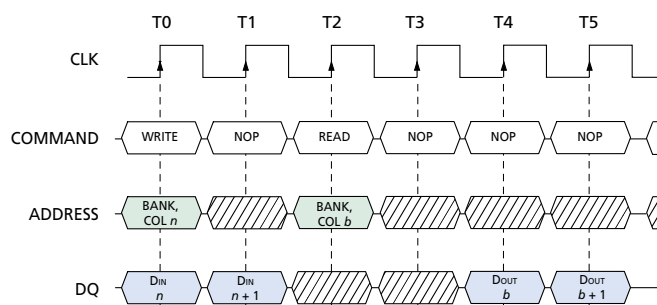 T0 T1 T2 T3 T4 T5
CLK
COMMAND WRITE NOP READ NOP NOP NOP
ADDRESS BANK, COL n BANK, COL b
DQ DIN n DIN n + 1 DOUT b DOUT b + 1